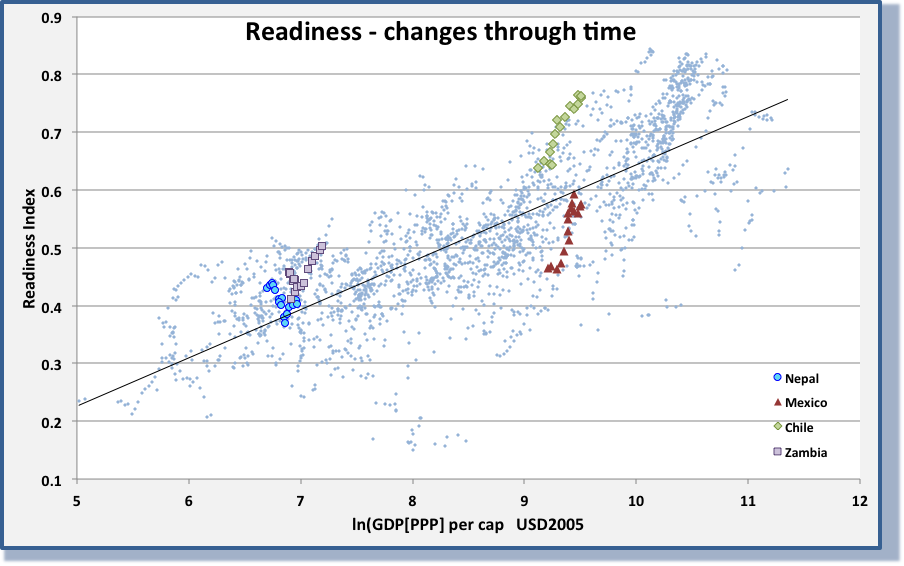 Readiness - changes through time
Readiness Index
0.9
0.8
0.7
0.6
0.5
0.4
0.3
0.2
0.1
5 6 7 8 9 10 11 12
ln(GDP[PPP] per cap USD2005
Nepal
Mexico
Chile
Zambia